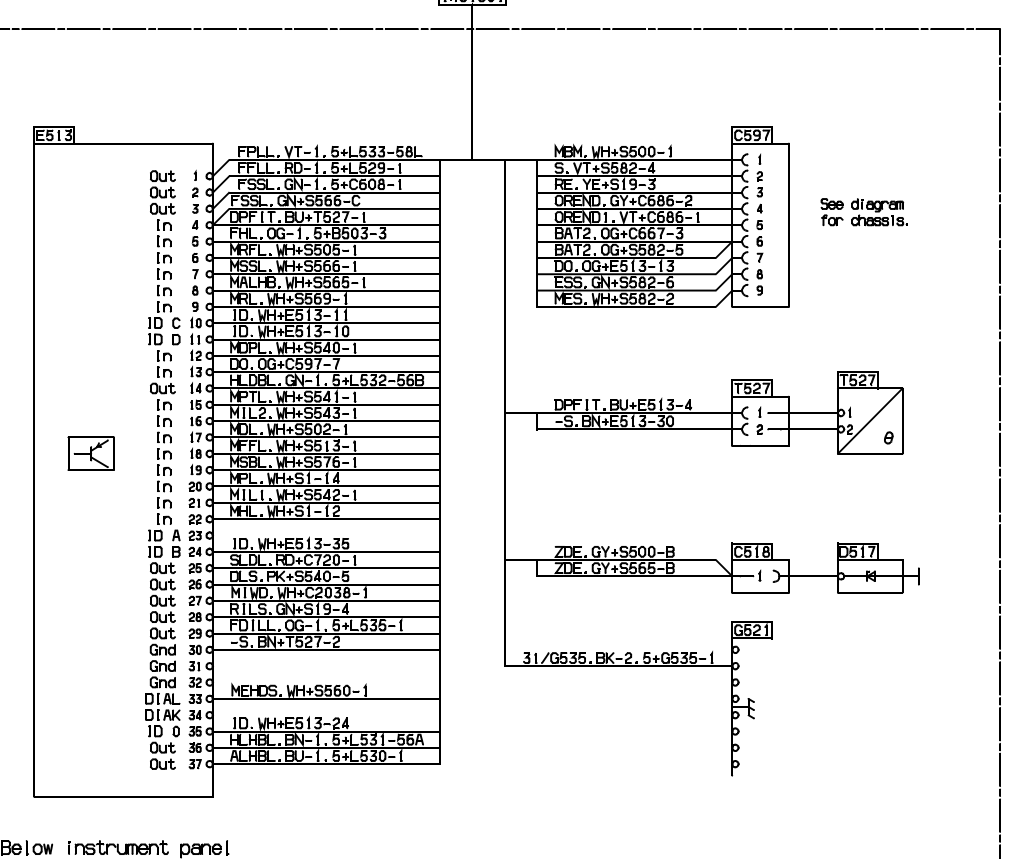 E513
FPLL.VT-1.5+L533-58L
Out 1 FFLL.RD-1.5+L529-1
Out 2 FSSL.GN-1.5+C608-1
Out 3 FSSL.GN+S566-C
In 4 DPFIT.BU+T527-1
In 5 FHL.OG-1.5+B503-3
In 6 MRFL.WH+S505-1
In 7 MSSL.WH+S566-1
In 8 MALHB.WH+S565-1
In 9 MRL.WH+S569-1
ID C 10 ID.WH+E513-11
ID D 11 ID.WH+E513-10
In 12 MDPL.WH+S540-1
In 13 DO.OG+C597-7
Out 14 HLDBL.GN-1.5+L532-56B
In 15 MPTL.WH+S541-1
In 16 MIL2.WH+S543-1
In 17 MDL.WH+S502-1
In 18 MFFL.WH+S513-1
In 19 MSBL.WH+S576-1
In 20 MPL.WH+S1-14
In 21 MIL1.WH+S542-1
In 22 MHL.WH+S1-12
ID A 23
ID B 24 ID.WH+E513-35
Out 25 SLDL.RD+C720-1
Out 26 DLS.PK+S540-5
Out 27 MIWD.WH+C2038-1
Out 28 RILS.GN+S19-4
Out 29 FDILL.OG-1.5+L535-1
Gnd 30 -S.BN+T527-2
Gnd 31
Gnd 32
DIAL 33 MEHDS.WH+S560-1
DIAK 34
ID 0 35 ID.WH+E513-24
Out 36 HLHBL.BN-1.5+L531-56A
Out 37 ALHBL.BU-1.5+L530-1
C597
MBM.WH+S500-1 1
S.VT+S582-4 2
RE.YE+S19-3 3
OREND.GY+C686-2 4
OREND1.VT+C686-1 5
BAT2.OG+C667-3 6
BAT2.OG+S582-5
DO.OG+E513-13 7
ESS.GN+S582-6 8
MES.WH+S582-2 9
See diagram
for chassis.
T527 T527
DPFIT.BU+E513-4 1 1
-S.BN+E513-30 2 2
θ
C518 D517
ZDE.GY+S500-B
ZDE.GY+S565-B 1
G521
31/G535.BK-2.5+G535-1
Below instrument panel